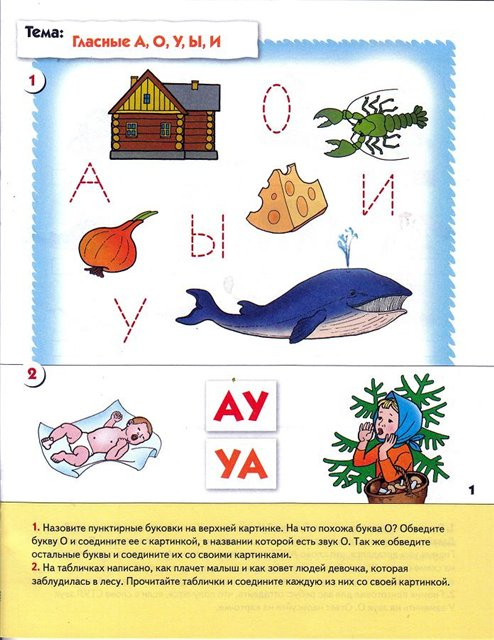 Тема:
Гласные А, О, У, Ы, И
1
О
А
И
Ы
У
2
АУ
УА
1
1. Назовите пунктирные буковки на верхней картинке. На что похожа буква О? Обведите
букву О и соедините ее с картинкой, в названии которой есть звук О. Так же обведите
остальные буквы и соедините их со своими картинками.
2. На табличках написано, как плачет малыш и как зовет людей девочка, которая
заблудилась в лесу. Прочитайте таблички и соедините каждую из них со своей картинкой.